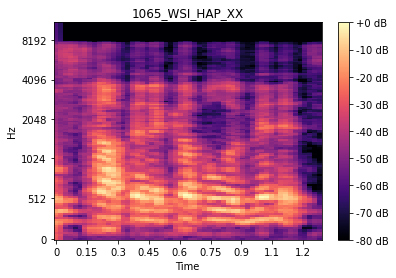 1065_WSI_HAP_XX
+0 dB
8192
-10 dB
4096
-20 dB
-30 dB
Hz
2048
-40 dB
1024
-50 dB
512
-60 dB
-70 dB
0
-80 dB
0 0.15 0.3 0.45 0.6 0.75 0.9 1.1 1.2
Time